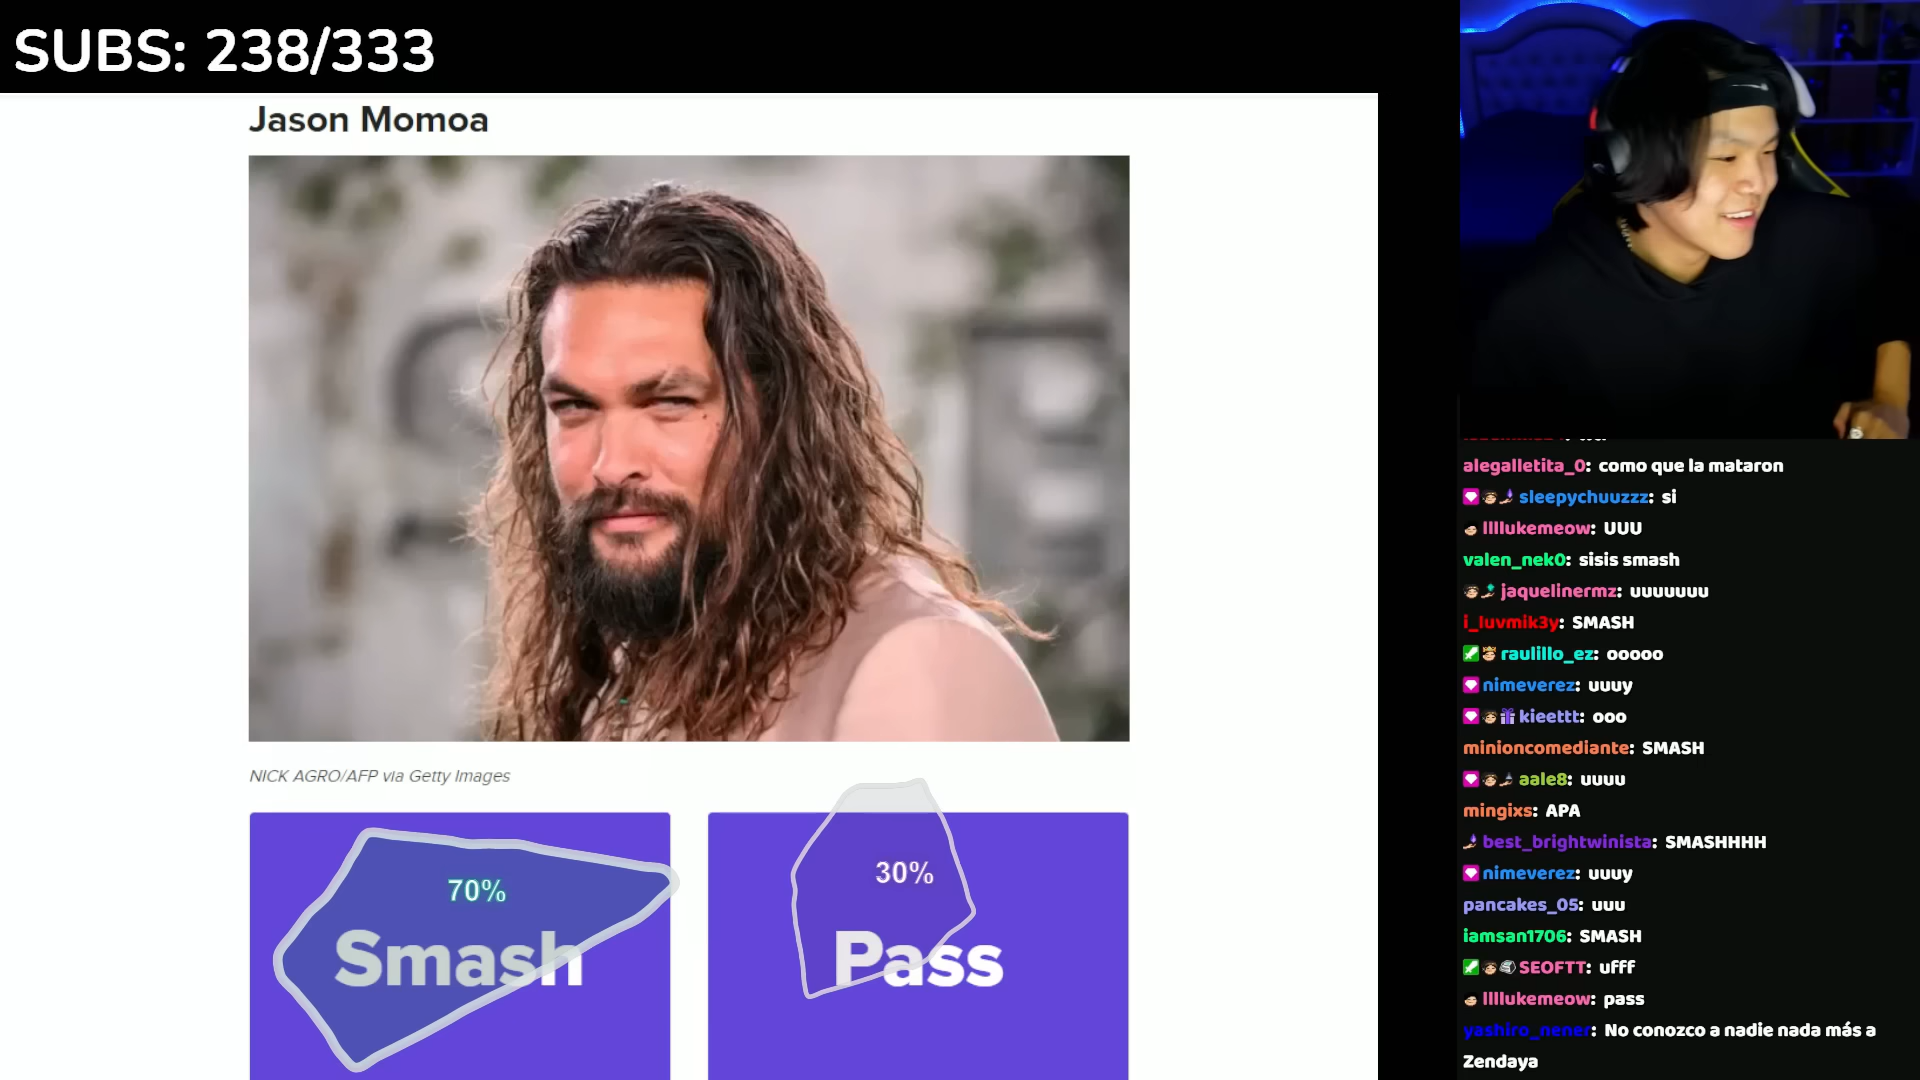 SUBS: 238/333
Jason Momoa
NICK AGRO/AFP via Getty Images
70%
Smash
30%
Pass
alegalletita_0: como que la mataron
sleepychuuzzz: si
llllukemeow: UUU
valen_nek0: sisis smash
jaquelinermz: uuuuuuu
i_luvmik3y: SMASH
raulillo_ez: ooooo
nimeverez: uuuy
kieettt: ooo
minioncomediante: SMASH
aale8: uuuu
mingixs: APA
best_brightwinista: SMASHHHH
nimeverez: uuuy
pancakes_05: uuu
iamsan1706: SMASH
SEOFTT: ufff
llllukemeow: pass
yashiro_nener: No conozco a nadie nada más a
Zendaya